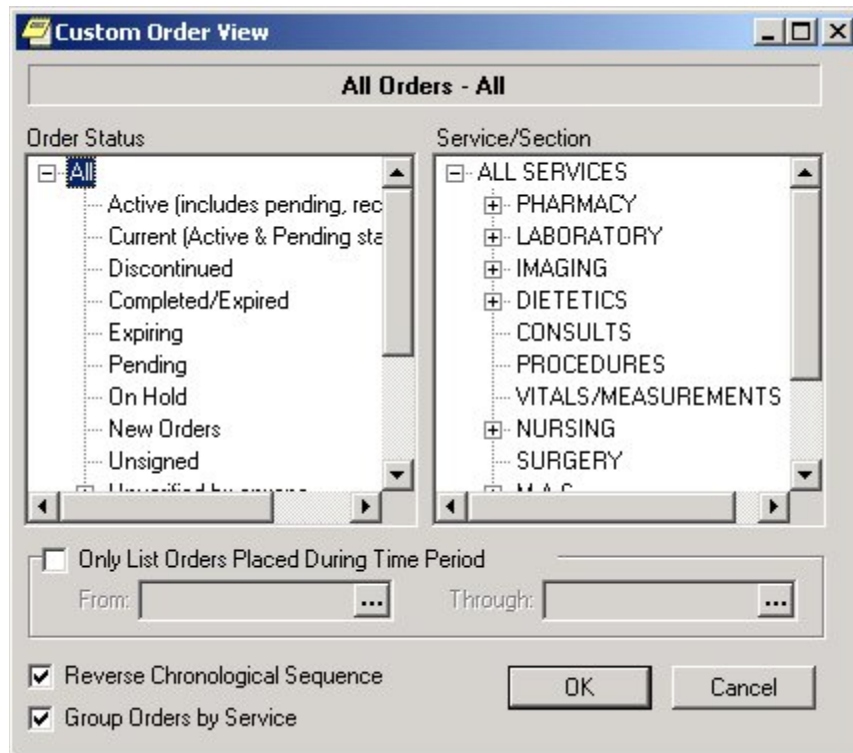 Custom Order View
All Orders - All
Order Status
All
Active (includes pending, rec
Current (Active & Pending sta
Discontinued
Completed/Expired
Expiring
Pending
On Hold
New Orders
Unsigned
Unverified by anyone
Service/Section
ALL SERVICES
PHARMACY
LABORATORY
IMAGING
DIETETICS
CONSULTS
PROCEDURES
VITALS/MEASUREMENTS
NURSING
SURGERY
M.A.S.
Only List Orders Placed During Time Period
From: ... Through: ...
Reverse Chronological Sequence
Group Orders by Service
OK Cancel